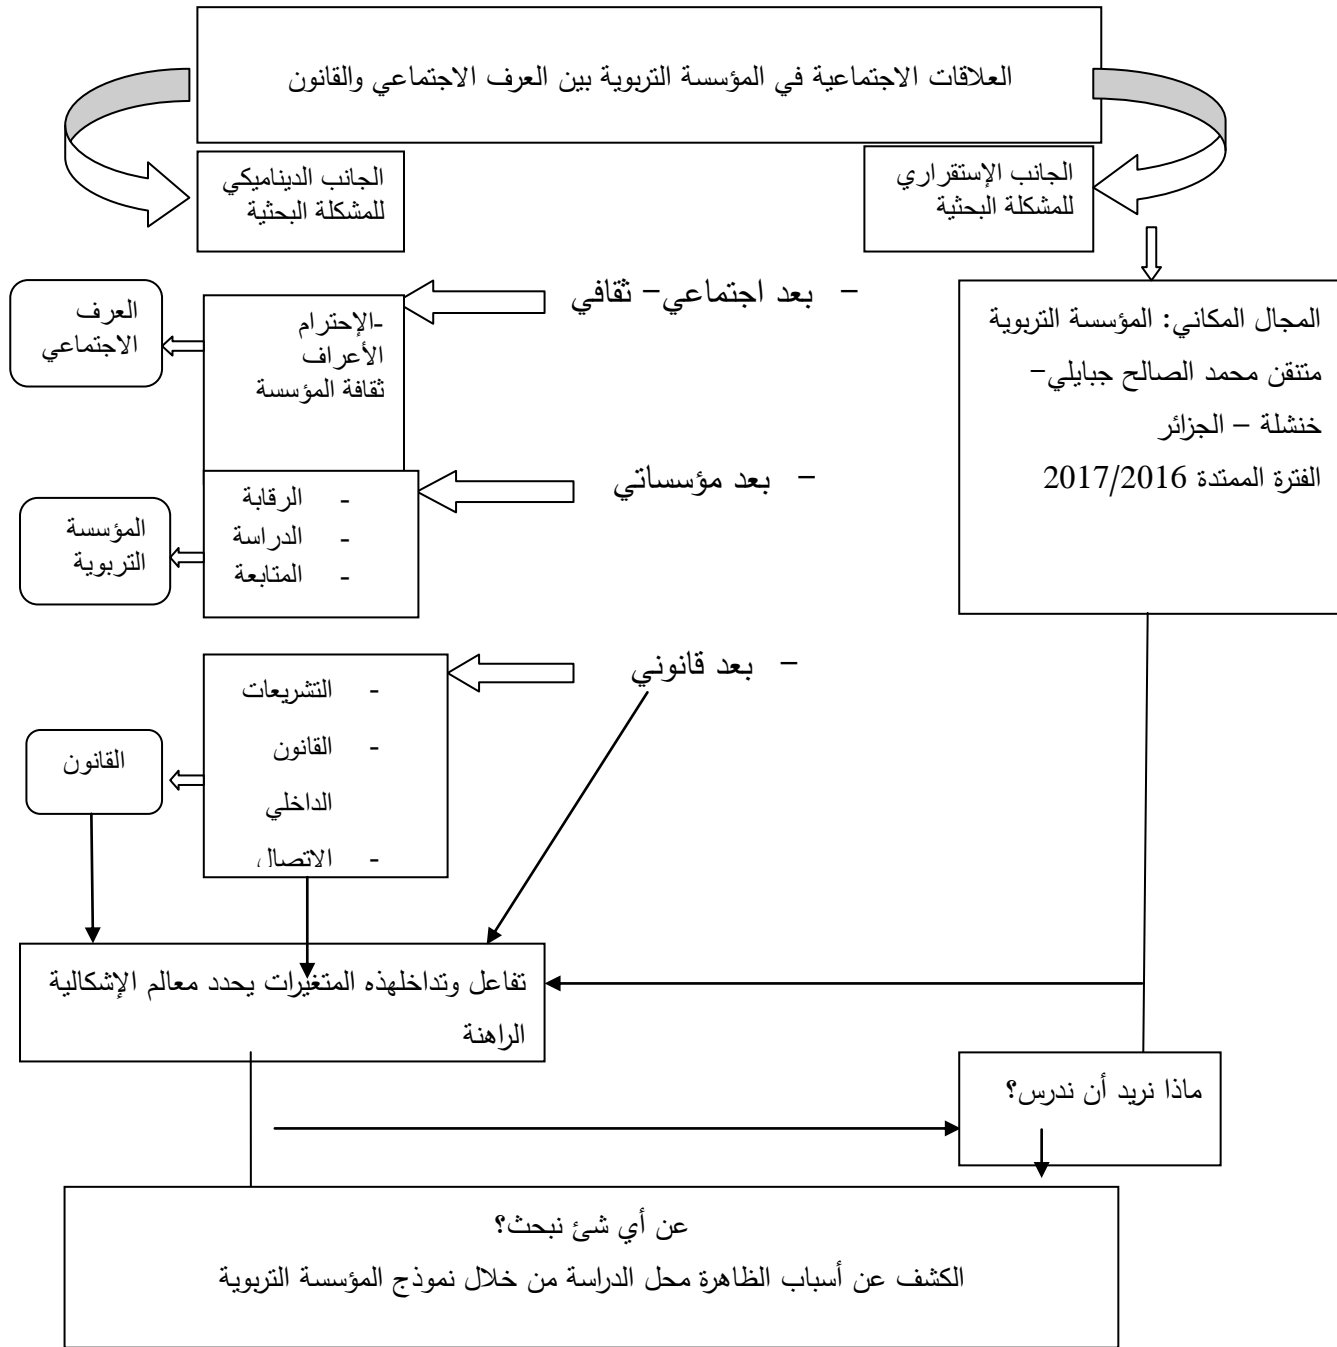 العلاقات الاجتماعية في المؤسسة التربوية بين العرف الاجتماعي والقانون
الجانب الإستقراري
للمشكلة البحثية
الجانب الديناميكي
للمشكلة البحثية
المجال المكاني: المؤسسة التربوية
متتقن محمد الصالح جبايلي-
خنشلة – الجزائر
الفترة الممتدة 2017/2016
- بعد اجتماعي- ثقافي
-الإحترام
الأعراف
ثقافة المؤسسة
العرف
الاجتماعي
- بعد مؤسساتي
- الرقابة
- الدراسة
- المتابعة
المؤسسة
التربوية
- بعد قانوني
- التشريعات
- القانون
الداخلي
- الاتصال
القانون
تفاعل وتداخلهذه المتغيرات يحدد معالم الإشكالية
الراهنة
ماذا نريد أن ندرس؟
عن أي شئ نبحث؟
الكشف عن أسباب الظاهرة محل الدراسة من خلال نموذج المؤسسة التربوية